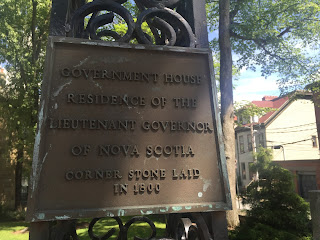 GOVERNMENT HOUSE
RESIDENCE OF THE
LIEUTENANT GOVERNOR
OF NOVA SCOTIA
CORNER STONE LAID
IN 1800